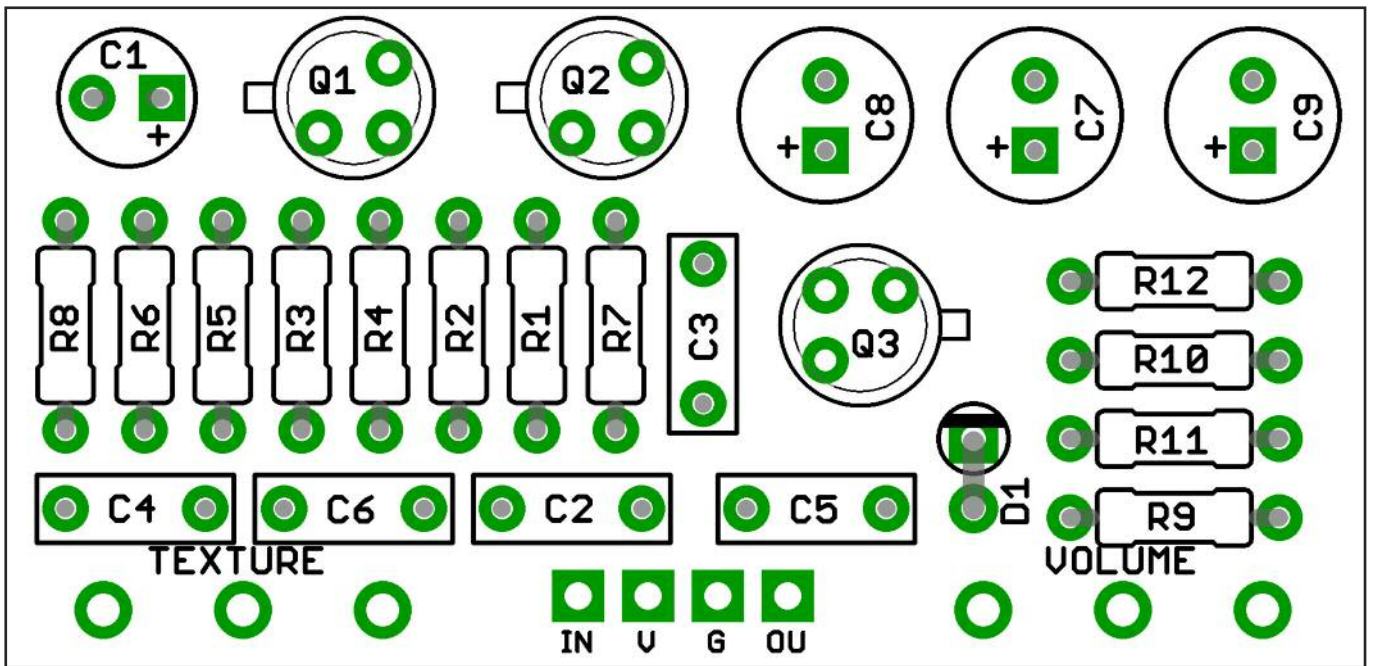 C1
+
Q1
Q2
+ C8
+ C7
+ C9
R8 R6 R5 R3 R4 R2 R1 R7
C3
Q3
R12
R10
R11
R9
C4 C6 C2 C5
D1
TEXTURE
VOLUME
IN V G OU